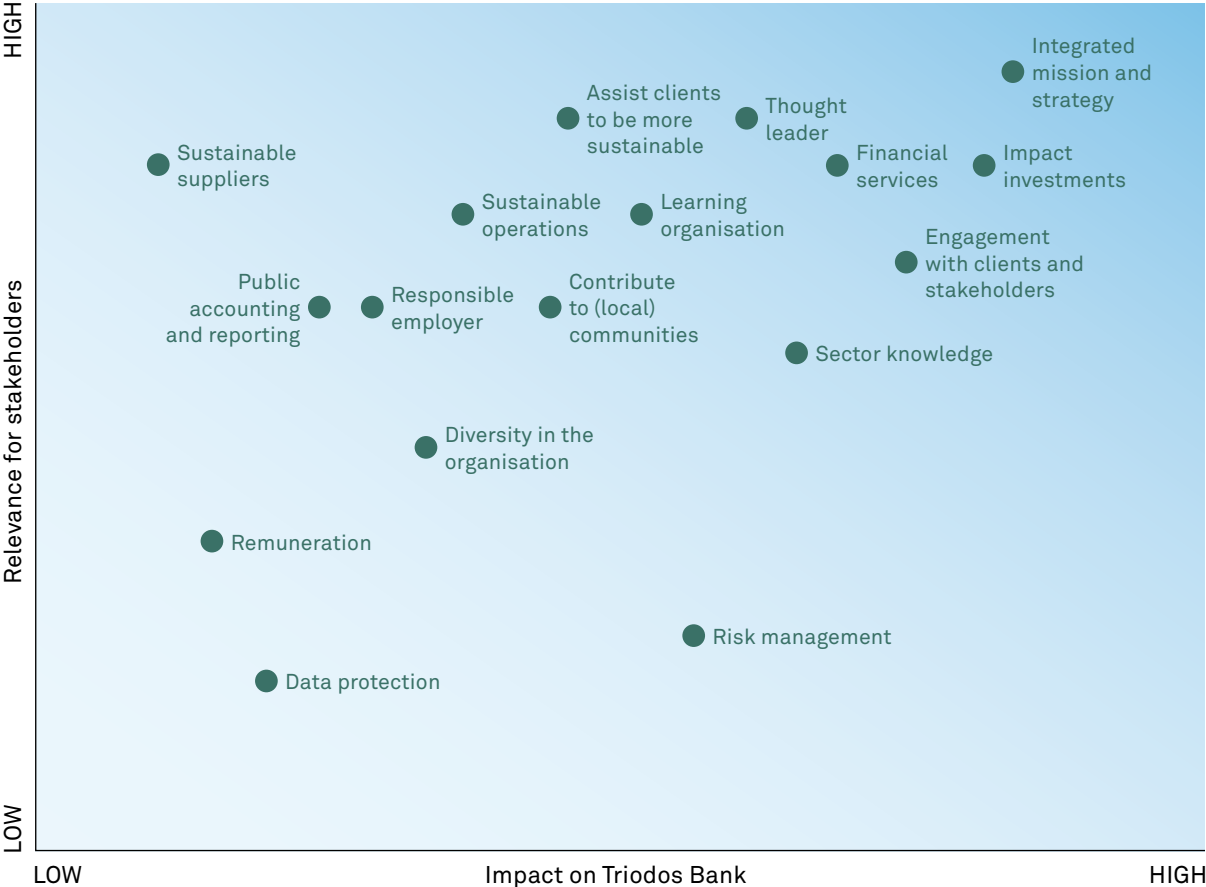 HIGH
Integrated
mission and
strategy
Assist clients
to be more
sustainable
Thought
leader
Sustainable
suppliers
Financial
services
Impact
investments
Sustainable
operations
Learning
organisation
Engagement
with clients and
stakeholders
Public
accounting
and reporting
Responsible
employer
Contribute
to (local)
communities
Sector knowledge
Relevance for stakeholders
Diversity in the
organisation
Remuneration
Risk management
Data protection
LOW
LOW
Impact on Triodos Bank
HIGH